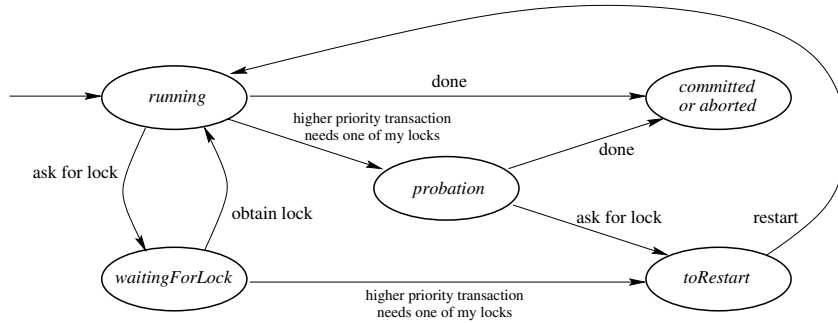 running
done
committed
or aborted
higher priority transaction
needs one of my locks
done
ask for lock
probation
obtain lock
ask for lock
restart
waitingForLock
toRestart
higher priority transaction
needs one of my locks